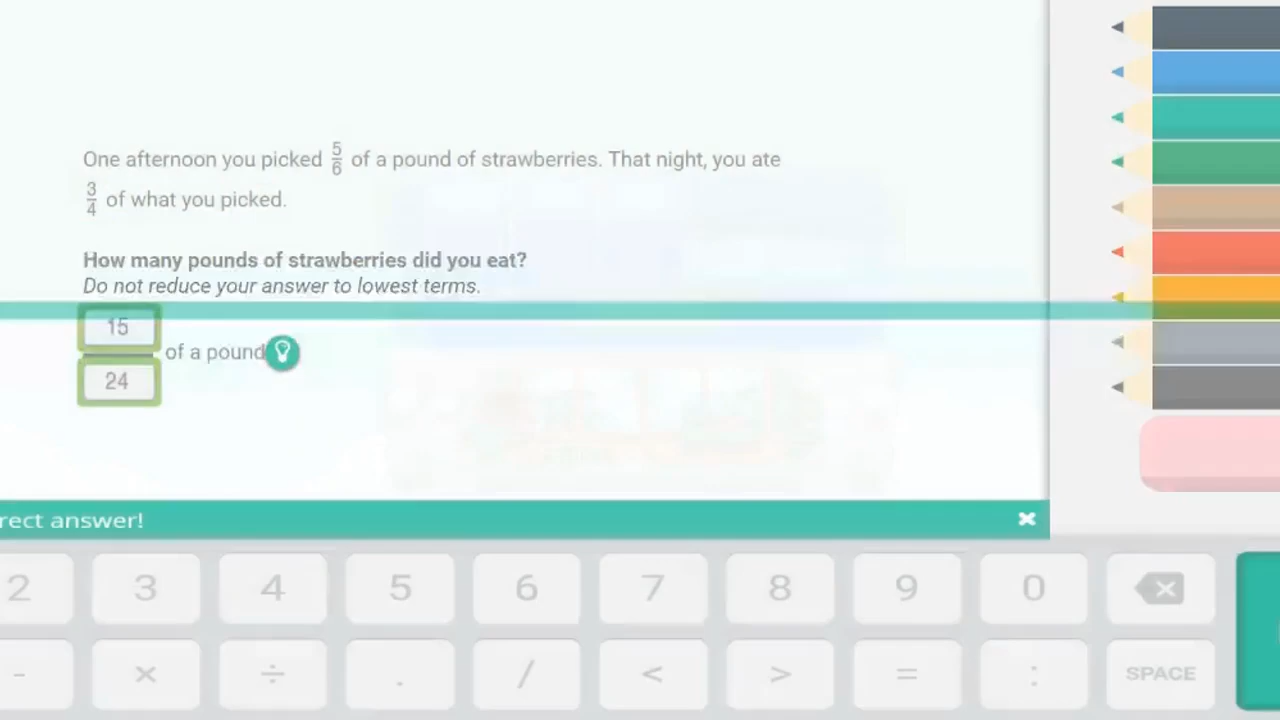 One afternoon you picked 5/6 of a pound of strawberries. That night, you ate
3/4 of what you picked.
How many pounds of strawberries did you eat?
Do not reduce your answer to lowest terms.
15
of a pound
24
rect answer!
2 3 4 5 6 7 8 9 0
- × ÷ . / < > = : SPACE